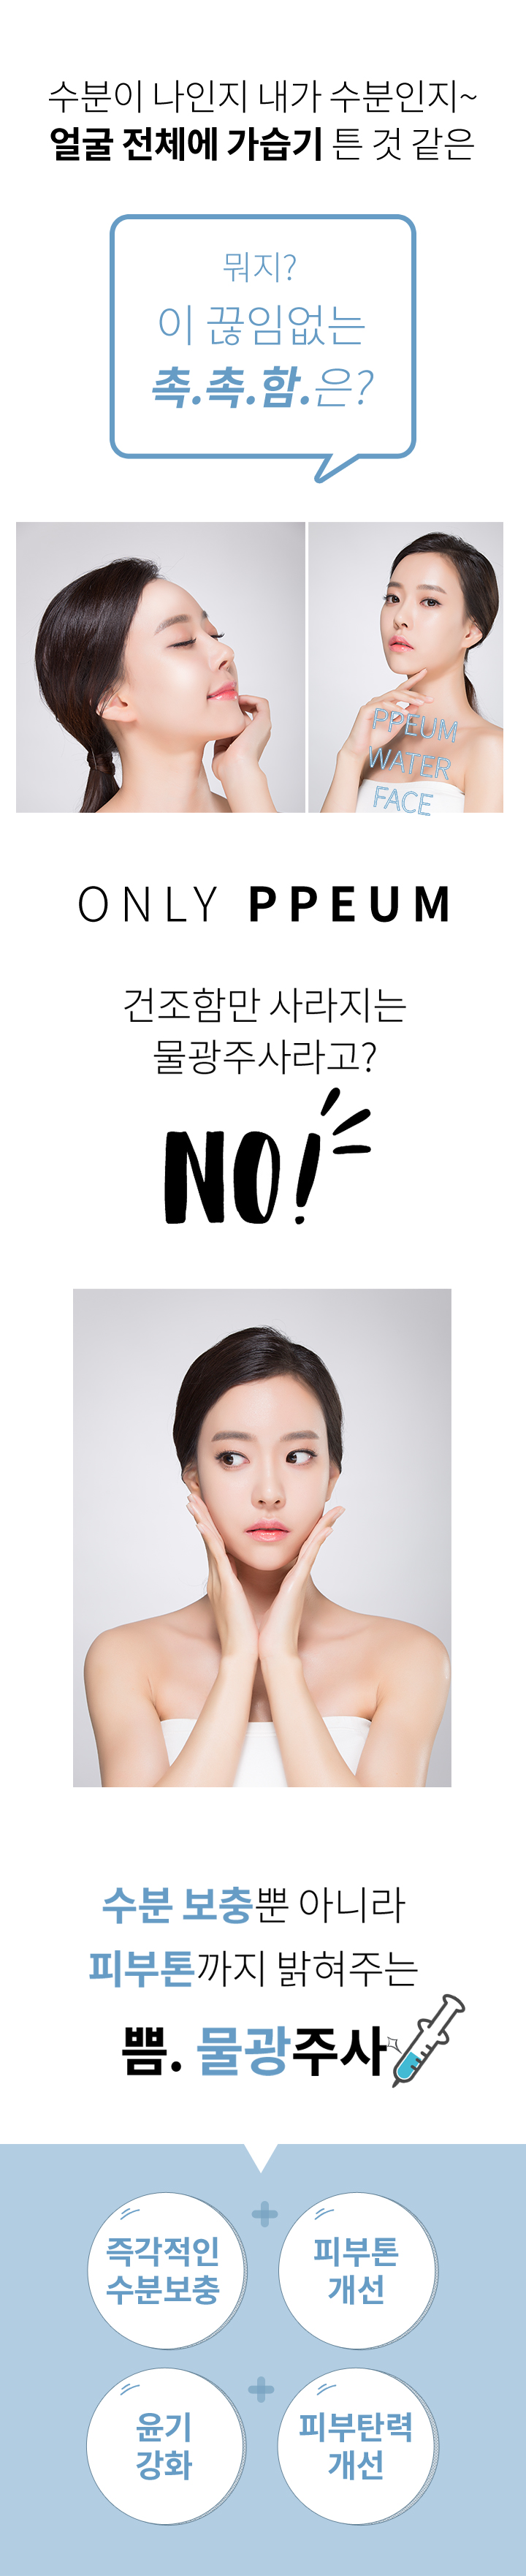 수분이 나인지 내가 수분인지~
얼굴 전체에 가습기 튼 것 같은
뭐지?
이 끊임없는
촉.촉.함.은?
PPEUM
WATER
FACE
ONLY PPEUM
건조함만 사라지는
물광주사라고?
NO!
수분 보충뿐 아니라
피부톤까지 밝혀주는
쁨. 물광주사
즉각적인
수분보충
피부톤
개선
윤기
강화
피부탄력
개선